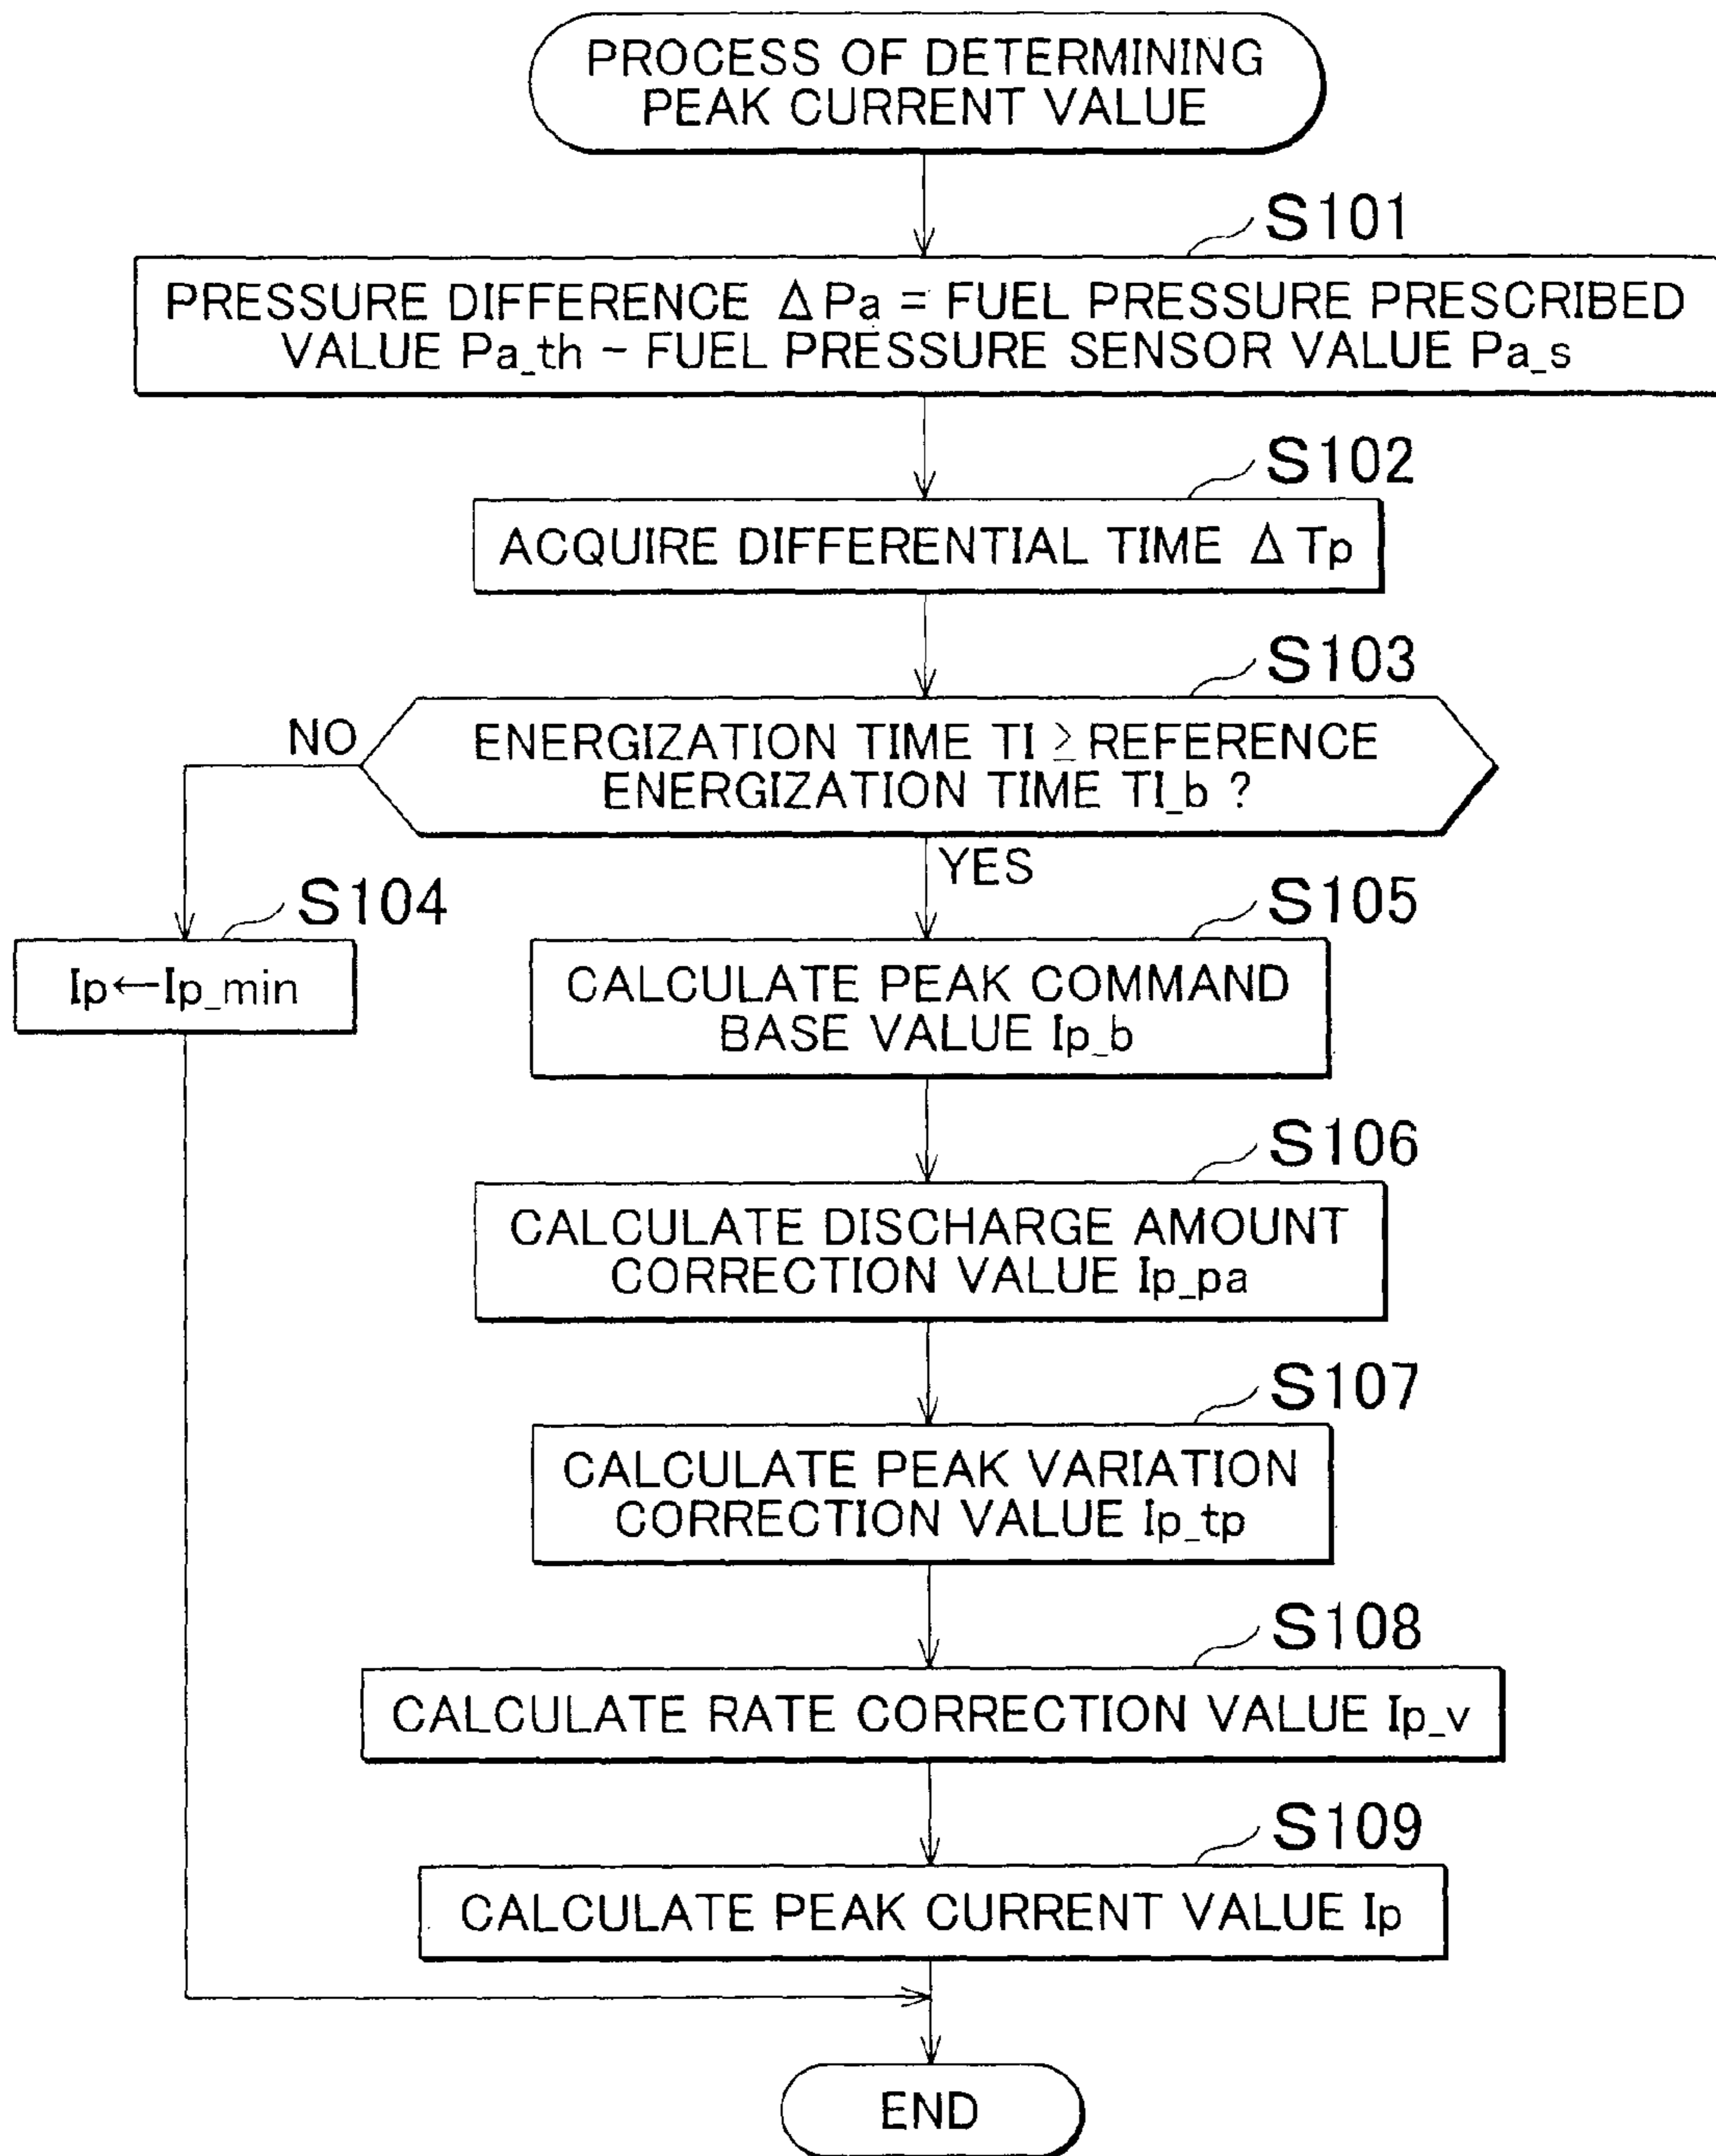 PROCESS OF DETERMINING
PEAK CURRENT VALUE
S101
PRESSURE DIFFERENCE Δ Pa = FUEL PRESSURE PRESCRIBED
VALUE Pa_th - FUEL PRESSURE SENSOR VALUE Pa_s
S102
ACQUIRE DIFFERENTIAL TIME Δ Tp
S103
NO
ENERGIZATION TIME TI ≥ REFERENCE
ENERGIZATION TIME TI_b ?
YES
S104
Ip←Ip_min
S105
CALCULATE PEAK COMMAND
BASE VALUE Ip_b
S106
CALCULATE DISCHARGE AMOUNT
CORRECTION VALUE Ip_pa
S107
CALCULATE PEAK VARIATION
CORRECTION VALUE Ip_tp
S108
CALCULATE RATE CORRECTION VALUE Ip_v
S109
CALCULATE PEAK CURRENT VALUE Ip
END